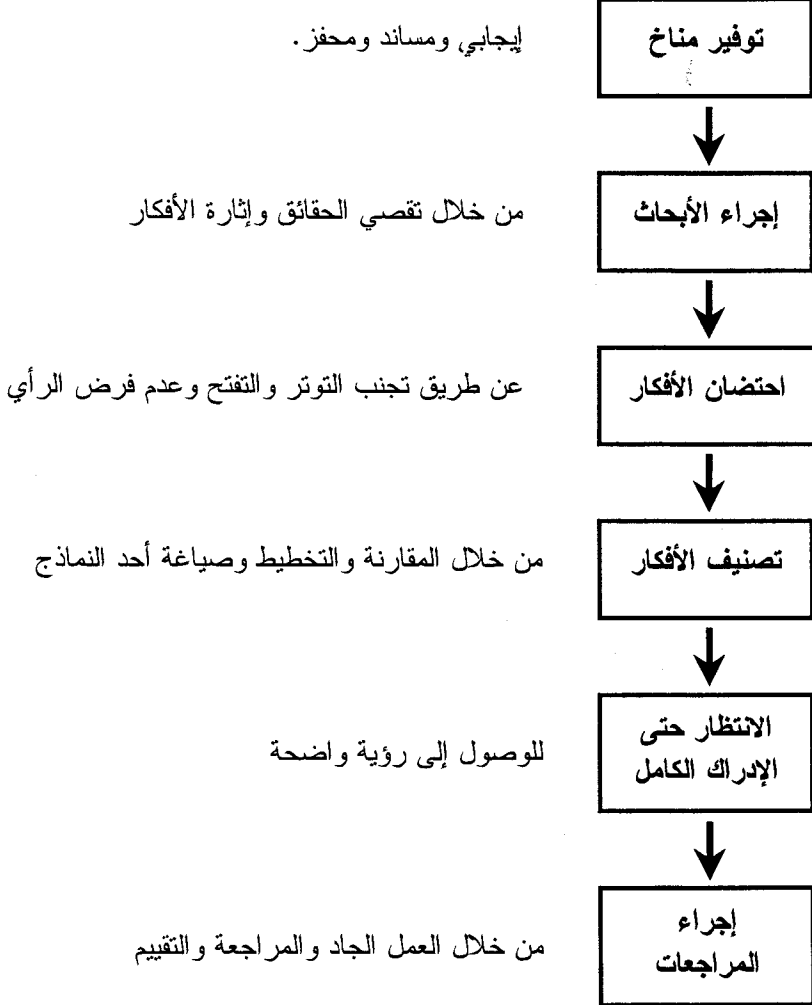 توفير مناخ
إيجابي ومساند ومحفز.
إجراء الأبحاث
من خلال تقصي الحقائق وإثارة الأفكار
احتضان الأفكار
عن طريق تجنب التوتر والتفتح وعدم فرض الرأي
تصنيف الأفكار
من خلال المقارنة والتخطيط وصياغة أحد النماذج
الانتظار حتى
الإدراك الكامل
للوصول إلى رؤية واضحة
إجراء
المراجعات
من خلال العمل الجاد والمراجعة والتقييم